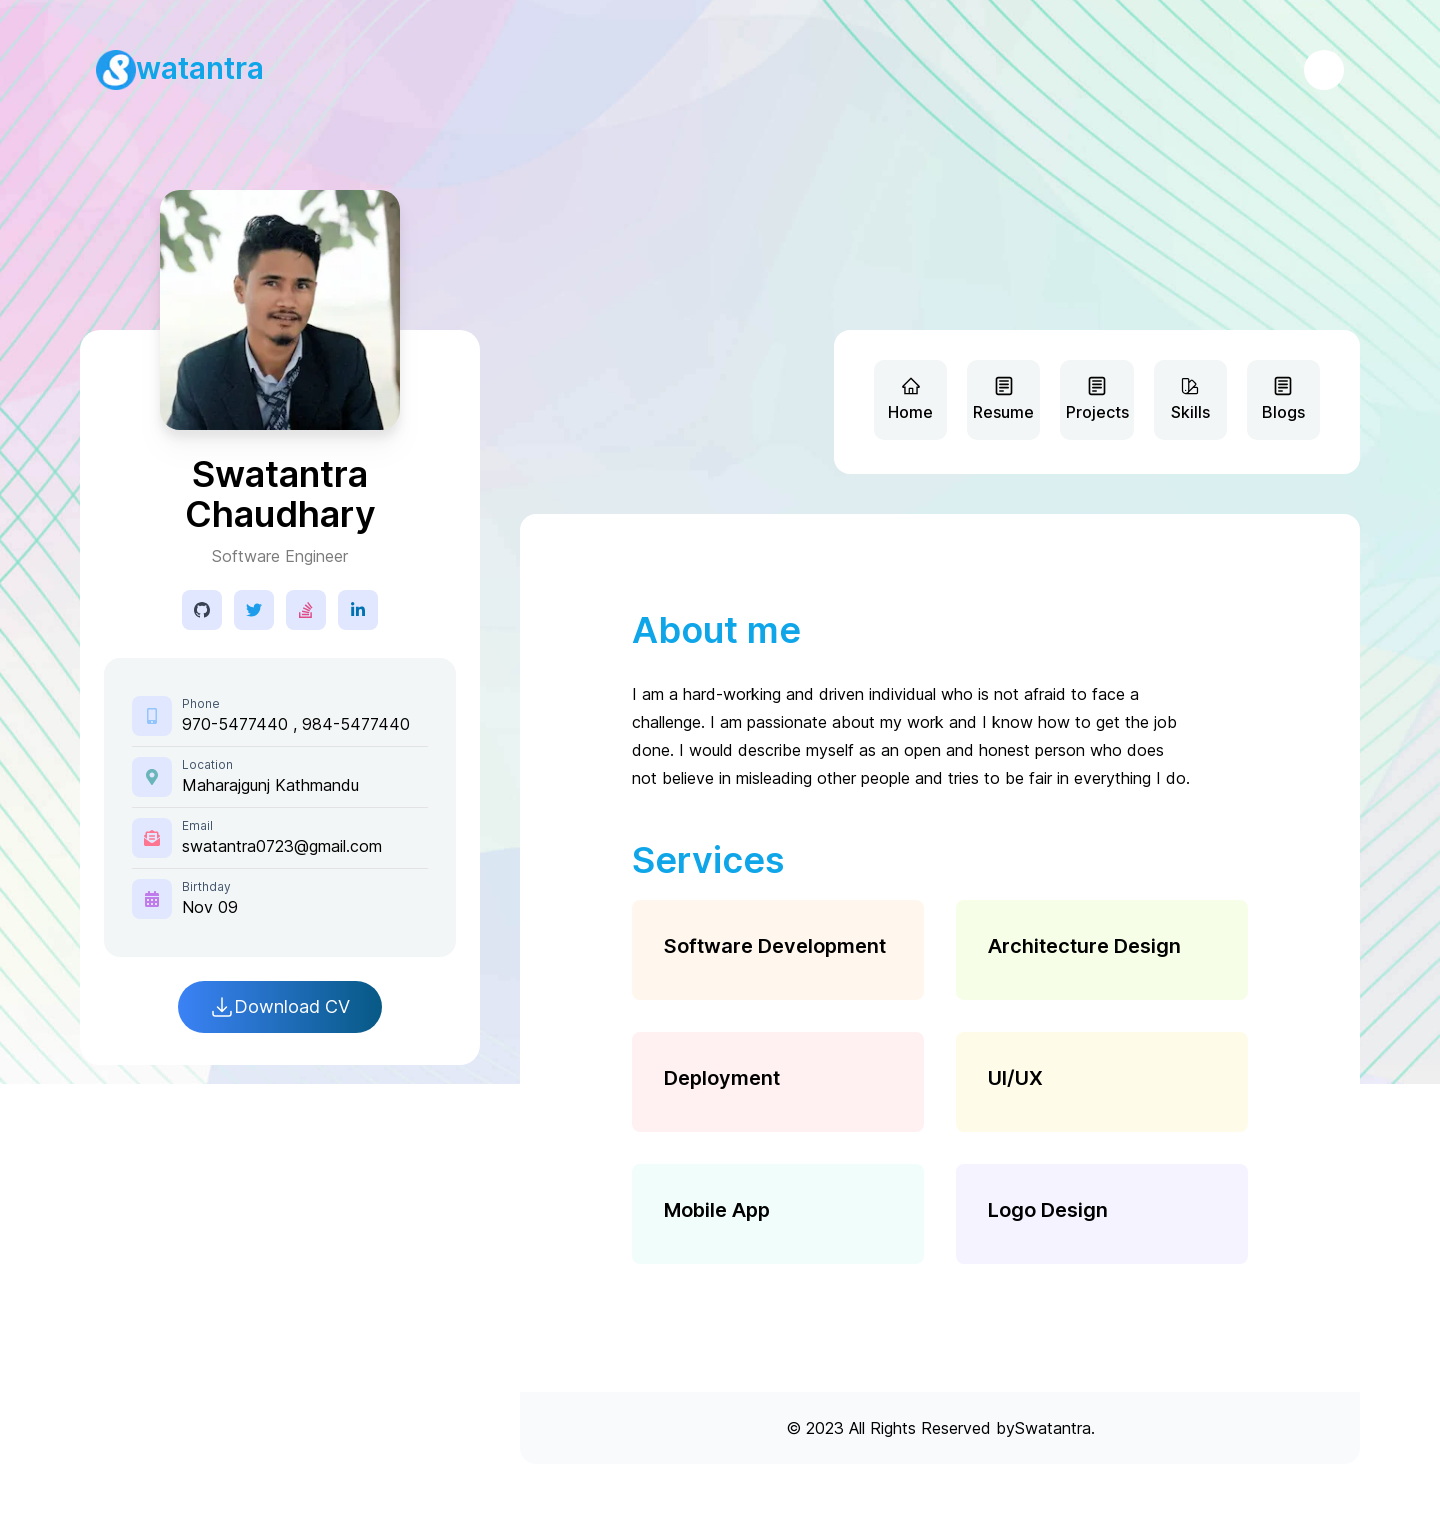 Swatantra
Swatantra
Chaudhary
Software Engineer
Phone
970-5477440 , 984-5477440
Location
Maharajgunj Kathmandu
Email
swatantra0723@gmail.com
Birthday
Nov 09
Download CV
Home
Resume
Projects
Skills
Blogs
About me
I am a hard-working and driven individual who is not afraid to face a
challenge. I am passionate about my work and I know how to get the job
done. I would describe myself as an open and honest person who does
not believe in misleading other people and tries to be fair in everything I do.
Services
Software Development
Architecture Design
Deployment
UI/UX
Mobile App
Logo Design
© 2023 All Rights Reserved bySwatantra.